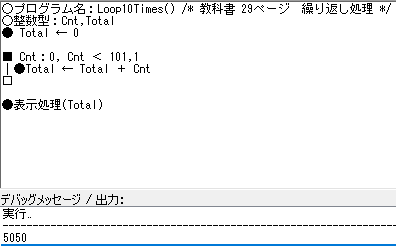 ○プログラム名:Loop10Times() /* 教科書 29ページ 繰り返し処理 */
○整数型:Cnt,Total
● Total ← 0
■ Cnt:0, Cnt < 101,1
|●Total ← Total + Cnt
□
●表示処理(Total)
デバッグメッセージ / 出力:
実行..
5050